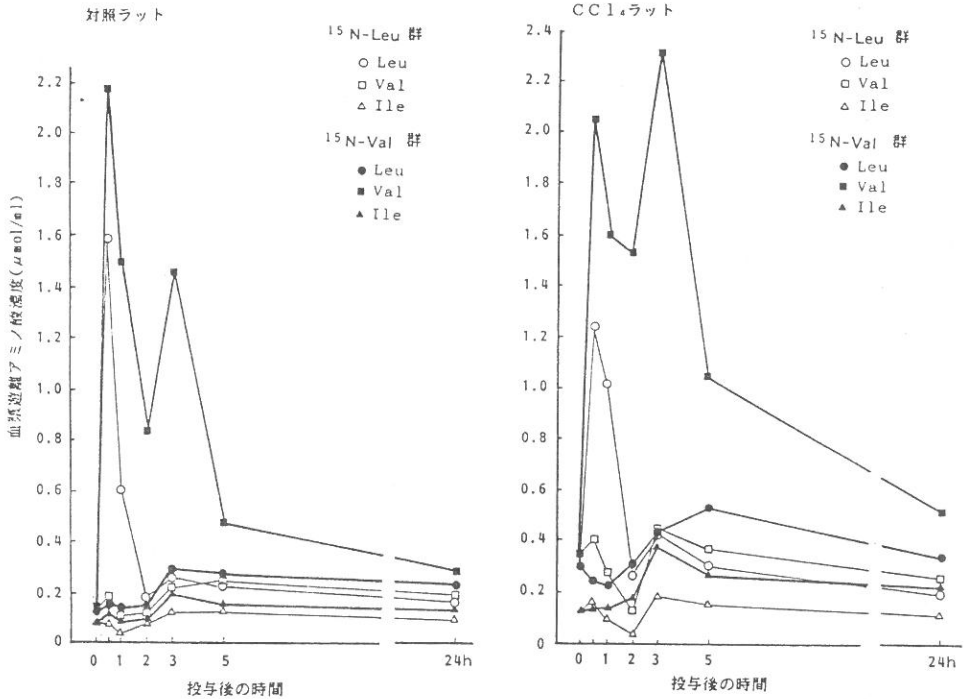 対照ラット
¹⁵N-Leu 群
○ Leu
□ Val
△ Ile
¹⁵N-Val 群
● Leu
■ Val
▲ Ile
血漿遊離アミノ酸濃度(μmol/ml)
2.2
2.0
1.8
1.6
1.4
1.2
1.0
0.8
0.6
0.4
0.2
0
0 1 2 3 5 24h
投与後の時間
CCl₄ラット
¹⁵N-Leu 群
○ Leu
□ Val
△ Ile
¹⁵N-Val 群
● Leu
■ Val
▲ Ile
2.4
2.2
2.0
1.8
1.6
1.4
1.2
1.0
0.8
0.6
0.4
0.2
0
0 1 2 3 5 24h
投与後の時間